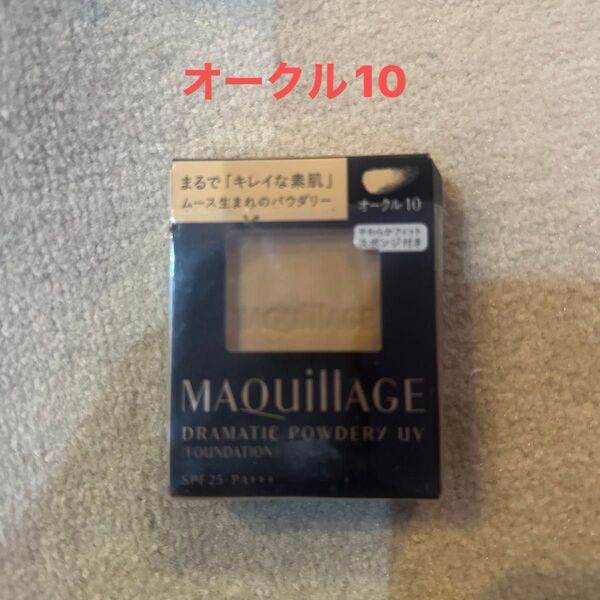 オークル10
まるで「キレイな素肌」
ムース生まれのパウダリー
オークル10
やわらかフィット
スポンジ付き
MAQuillAGE
MAQuillAGE
DRAMATIC POWDERY UV
(FOUNDATION)
SPF25・PA+++